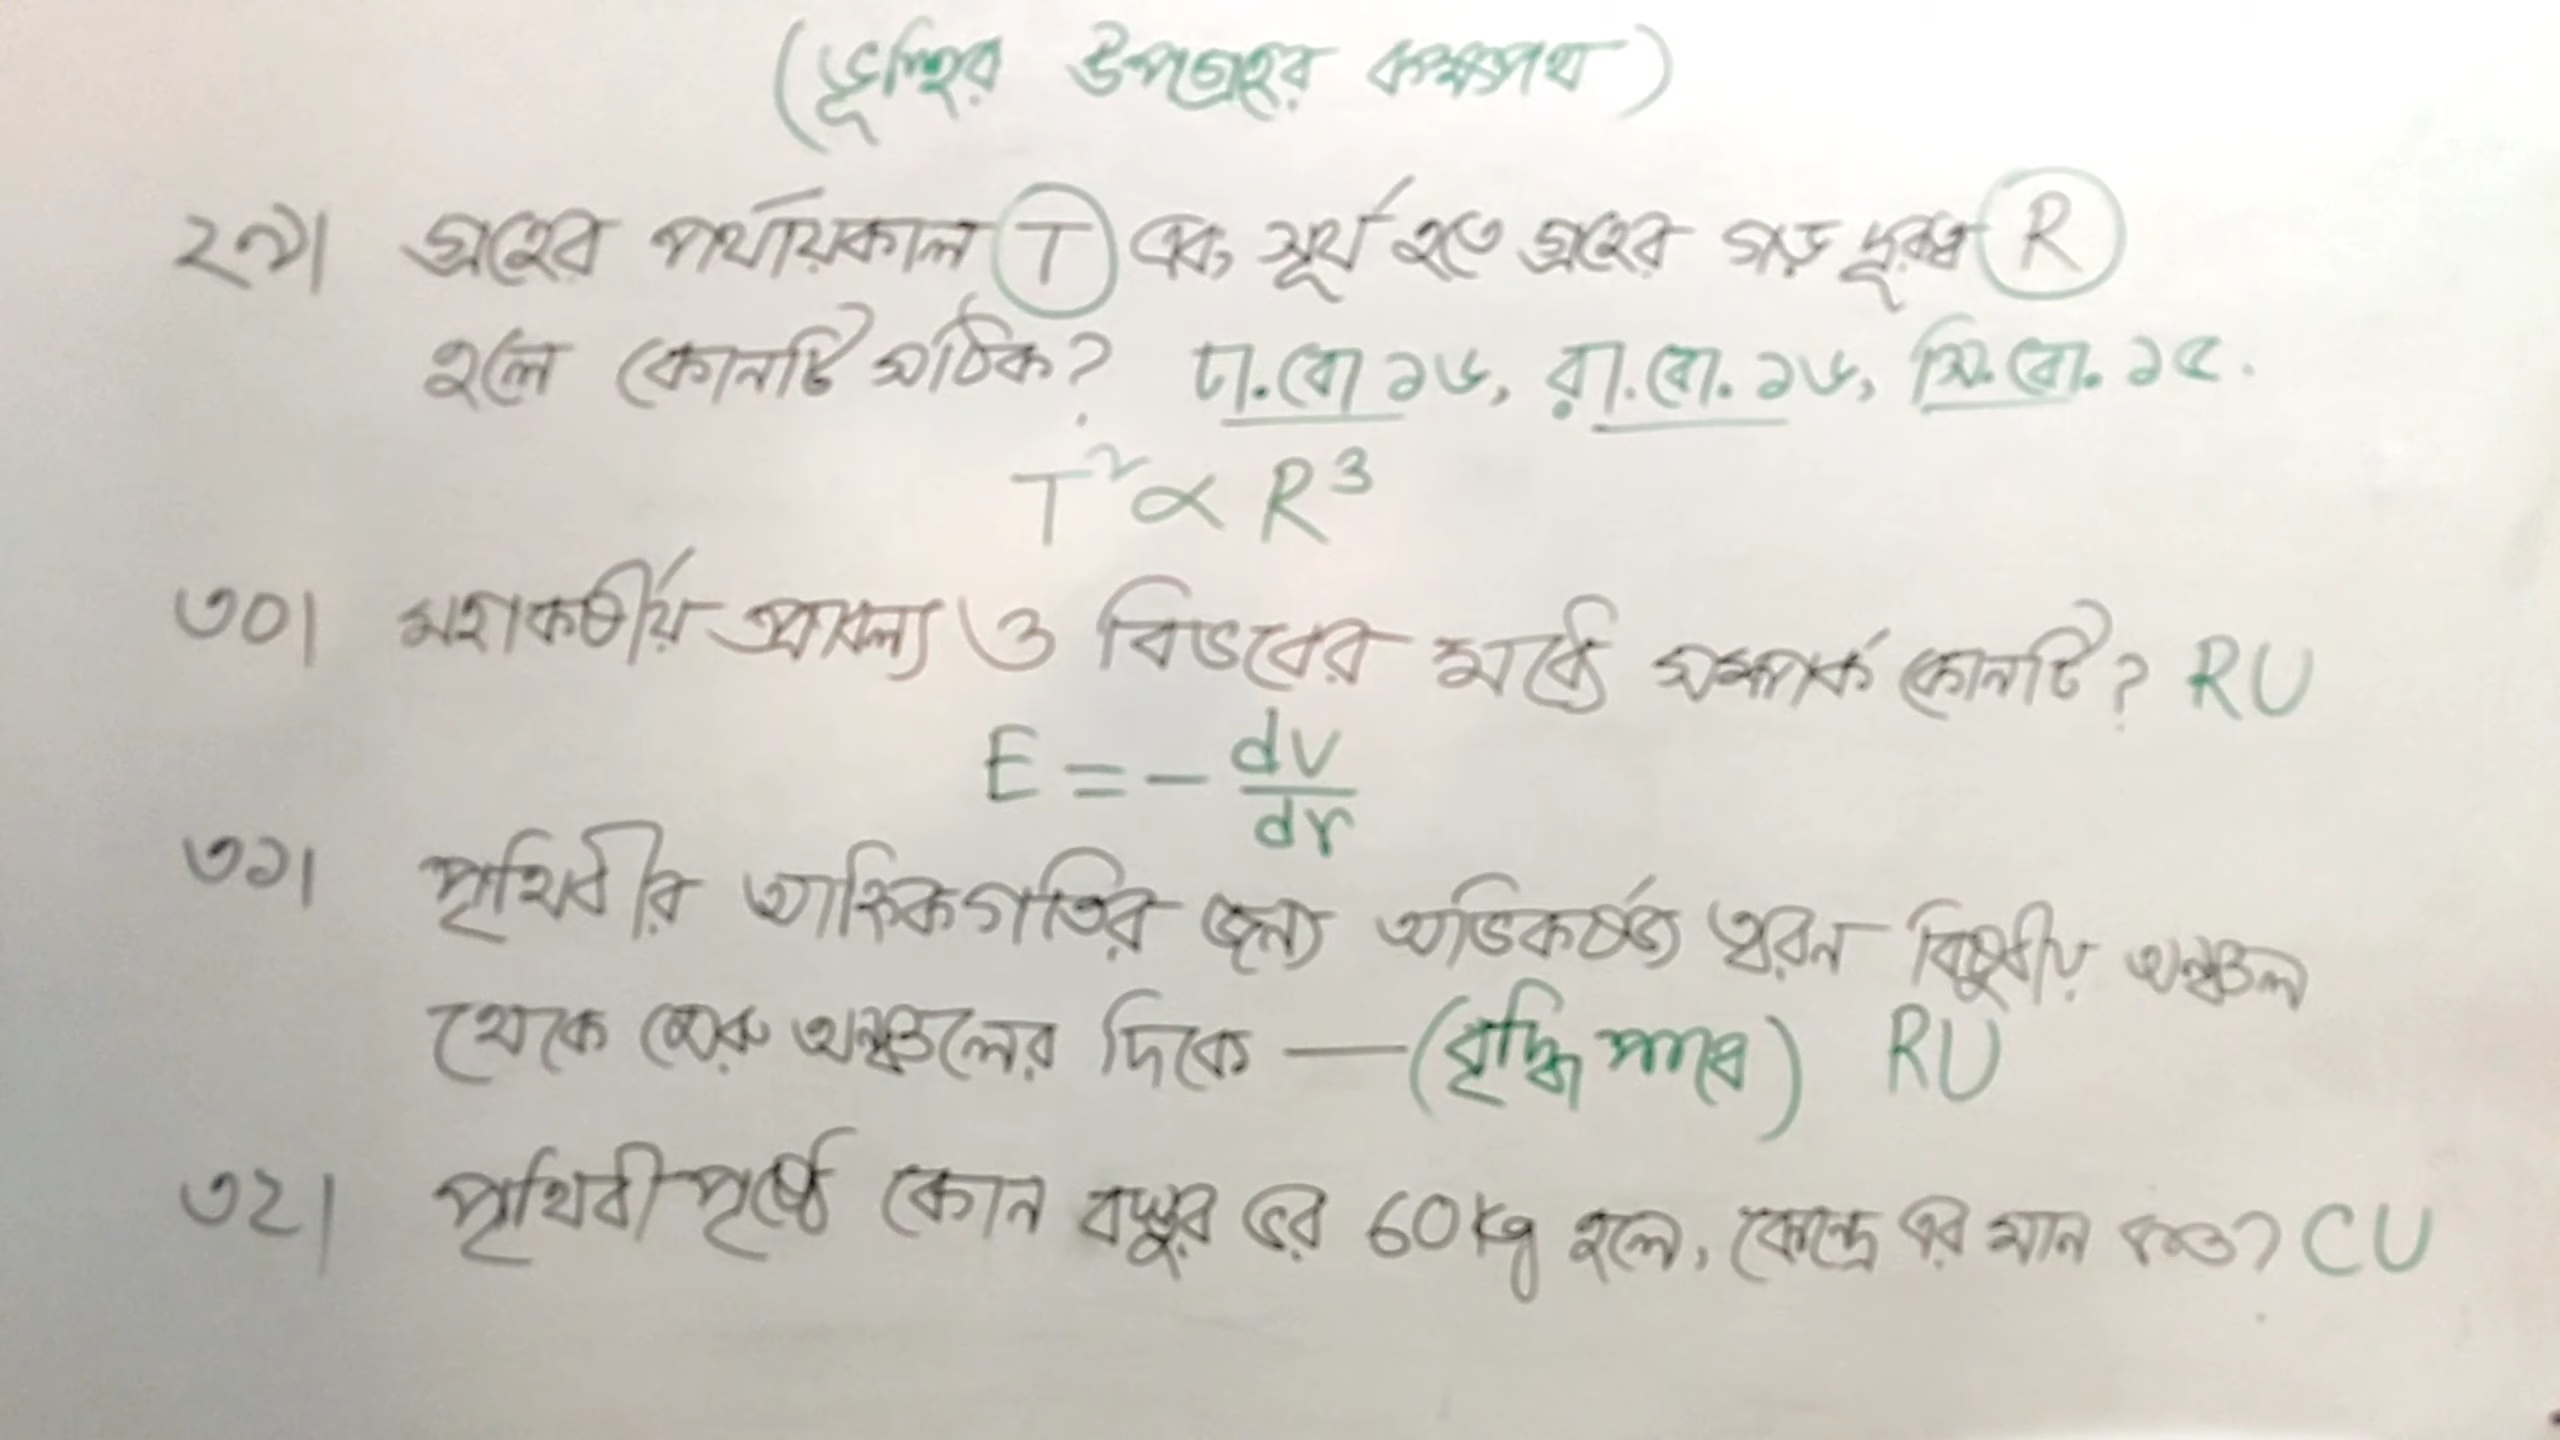 (ভূস্থির উপগ্রহের কক্ষপথ)
২৯। গ্রহের পর্যায়কাল T এবং সূর্য হতে গ্রহের গড় দূরত্ব R
হলে কোনটি সঠিক? ঢা.বো ১৬, রা.বো. ১৬, সি.বো. ১৫.
T² ∝ R³
৩০। মহাকর্ষীয় প্রাবল্য ও বিভবের মধ্যে সম্পর্ক কোনটি? RU
E = - dv/dr
৩১। পৃথিবীর আহ্নিকগতির জন্য অভিকর্ষজ ত্বরন বিষুবীয় অঞ্চল
থেকে মেরু অঞ্চলের দিকে — (বৃদ্ধি পাবে) RU
৩২। পৃথিবী পৃষ্ঠে কোন বস্তুর ভর 60kg হলে, কেন্দ্রে এর মান কত? CU